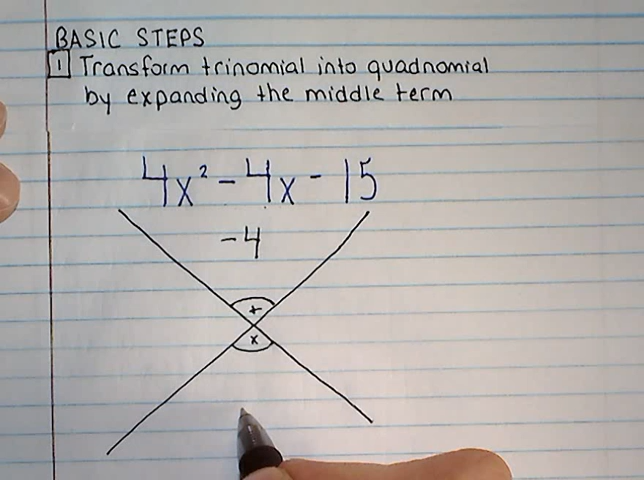 BASIC STEPS
1 Transform trinomial into quadnomial
by expanding the middle term
4x² - 4x - 15
-4
+
x